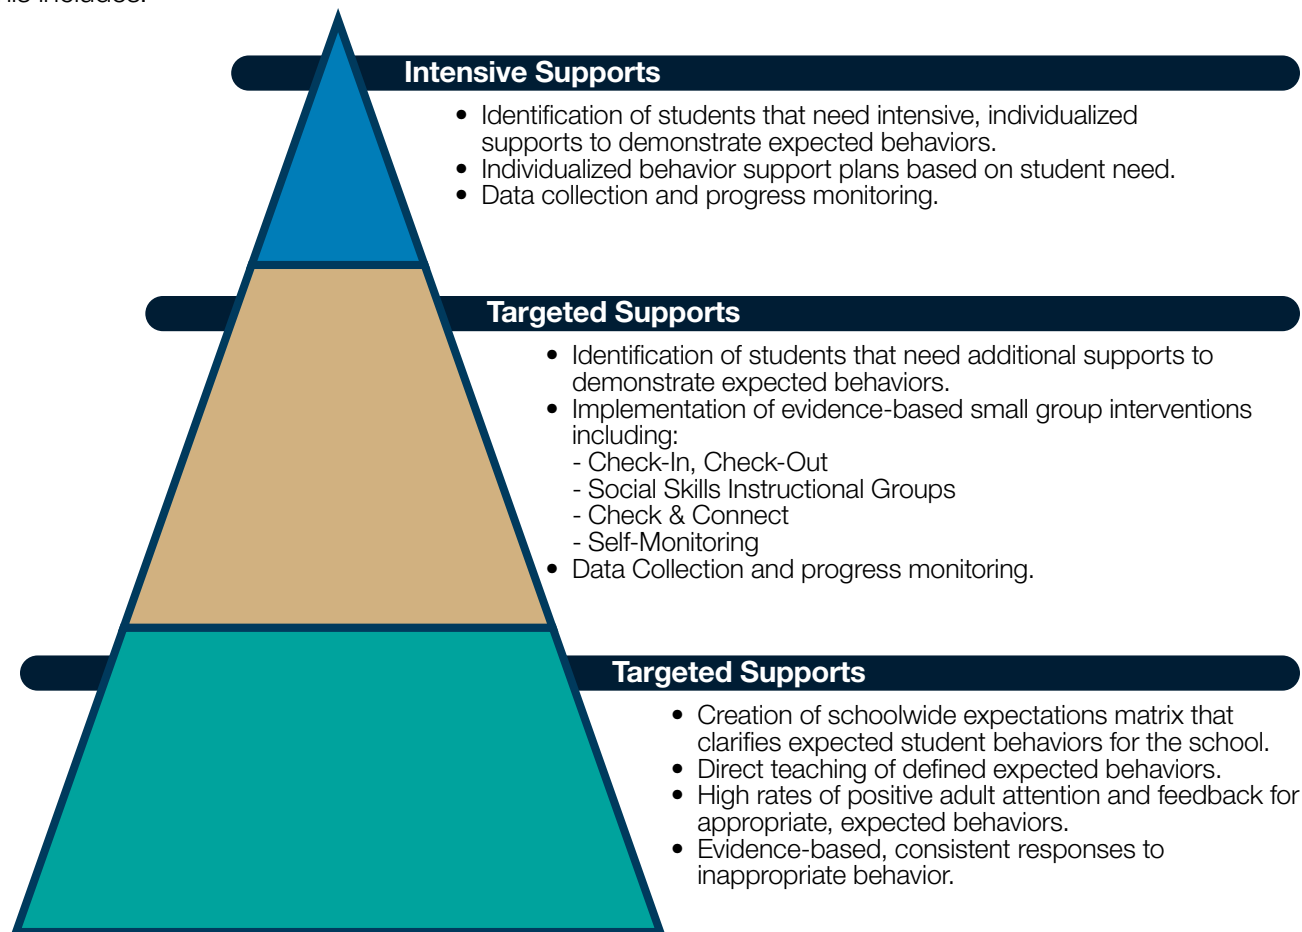 Intensive Supports
• Identification of students that need intensive, individualized
supports to demonstrate expected behaviors.
• Individualized behavior support plans based on student need.
• Data collection and progress monitoring.
Targeted Supports
• Identification of students that need additional supports to
demonstrate expected behaviors.
• Implementation of evidence-based small group interventions
including:
- Check-In, Check-Out
- Social Skills Instructional Groups
- Check & Connect
- Self-Monitoring
• Data Collection and progress monitoring.
Targeted Supports
• Creation of schoolwide expectations matrix that
clarifies expected student behaviors for the school.
• Direct teaching of defined expected behaviors.
• High rates of positive adult attention and feedback for
appropriate, expected behaviors.
• Evidence-based, consistent responses to
inappropriate behavior.